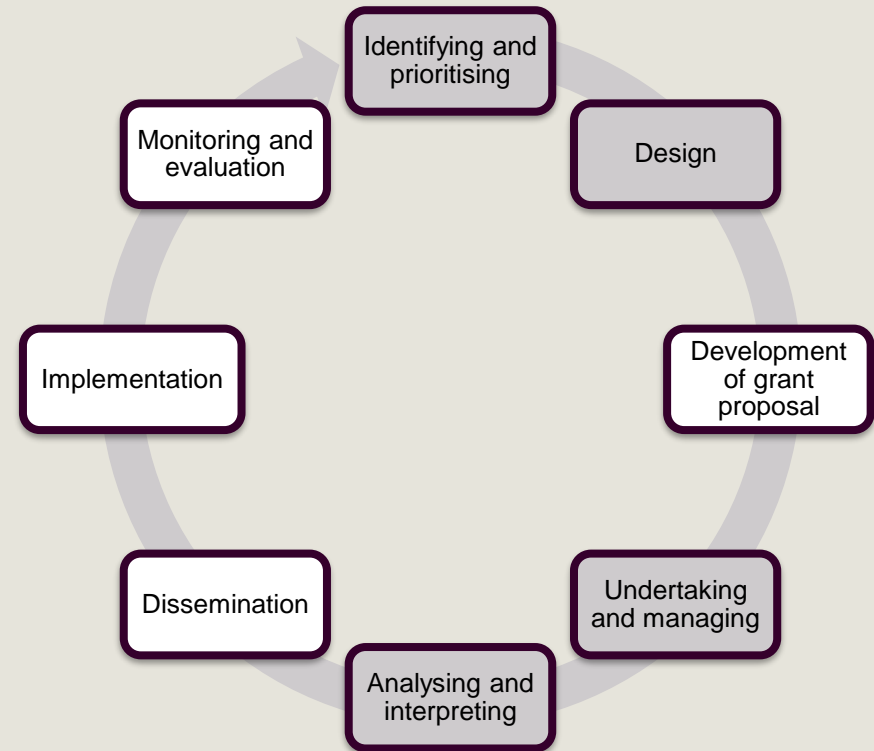 Identifying and
prioritising
Design
Development
of grant
proposal
Undertaking
and managing
Analysing and
interpreting
Dissemination
Implementation
Monitoring and
evaluation